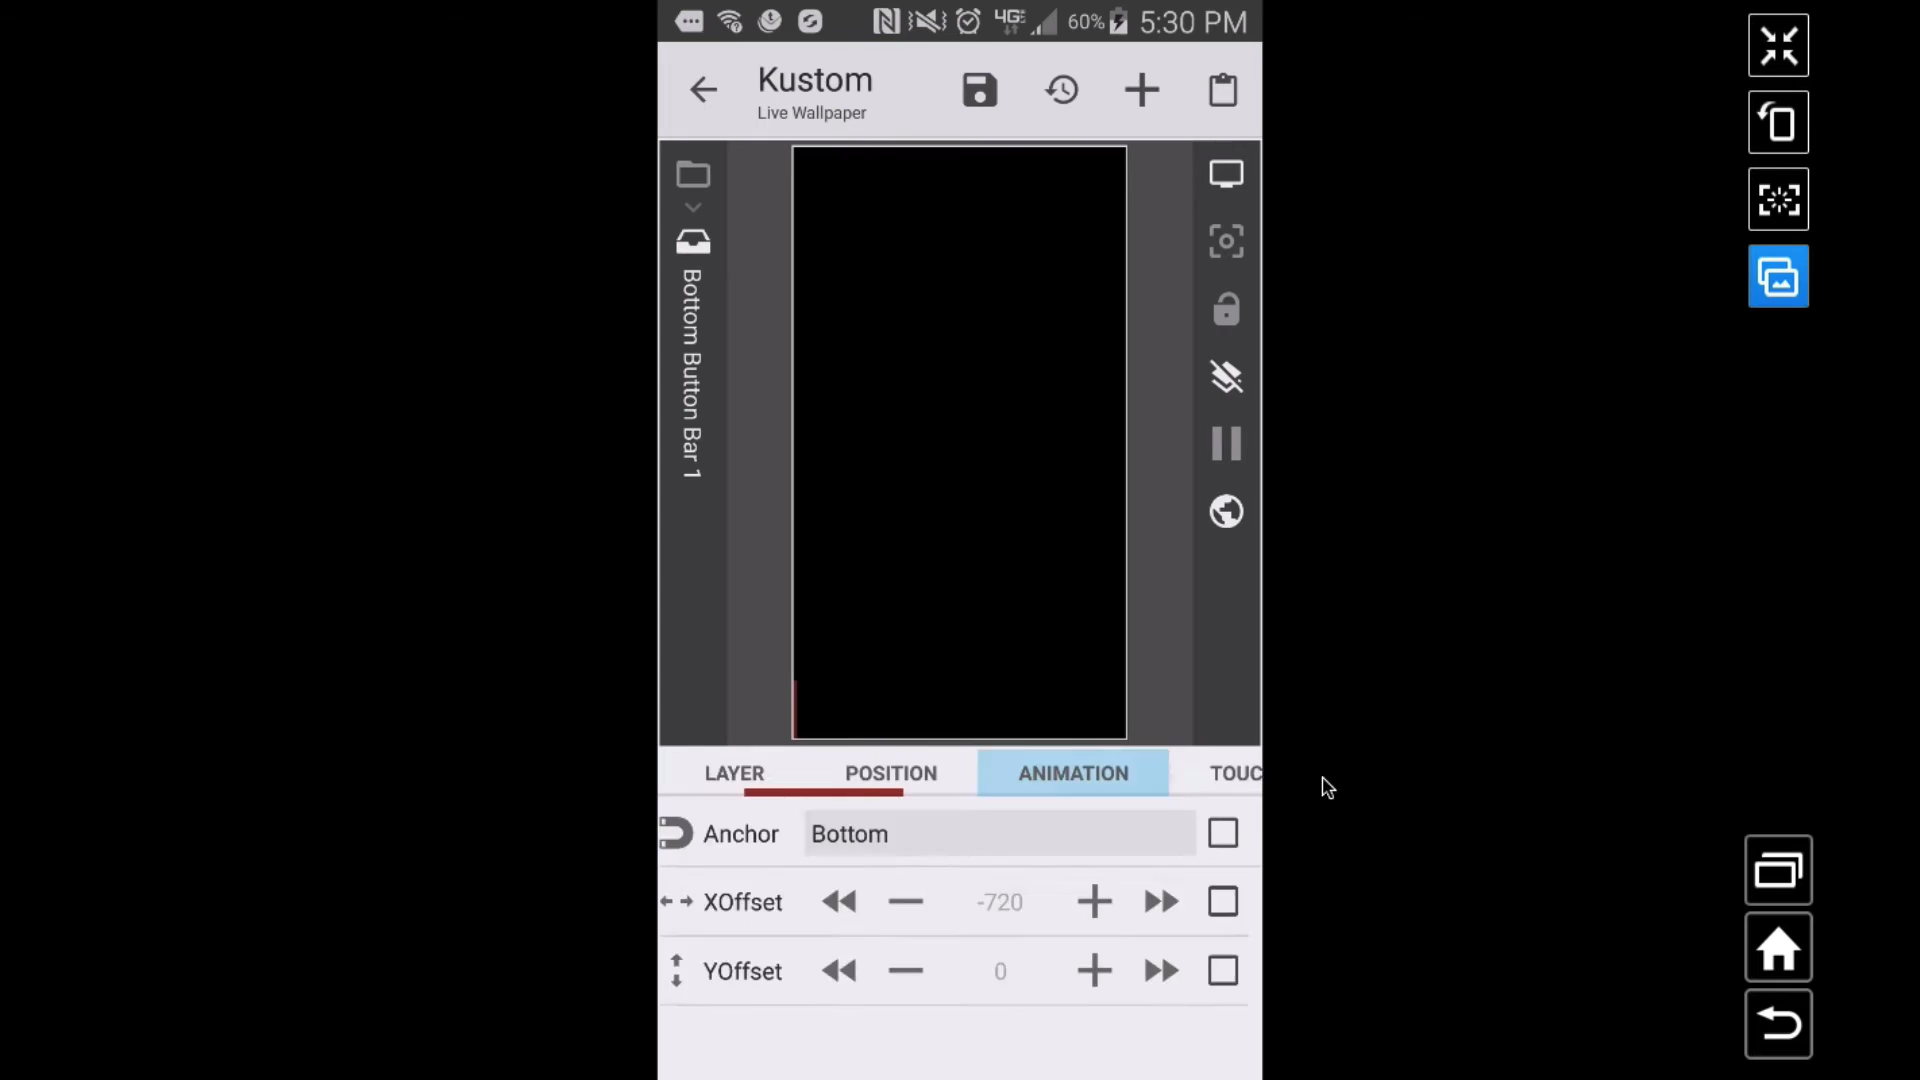 4G
60%
5:30 PM
Kustom
Live Wallpaper
Bottom Button Bar 1
LAYER
POSITION
ANIMATION
TOUC
Anchor
Bottom
XOffset
-720
YOffset
0